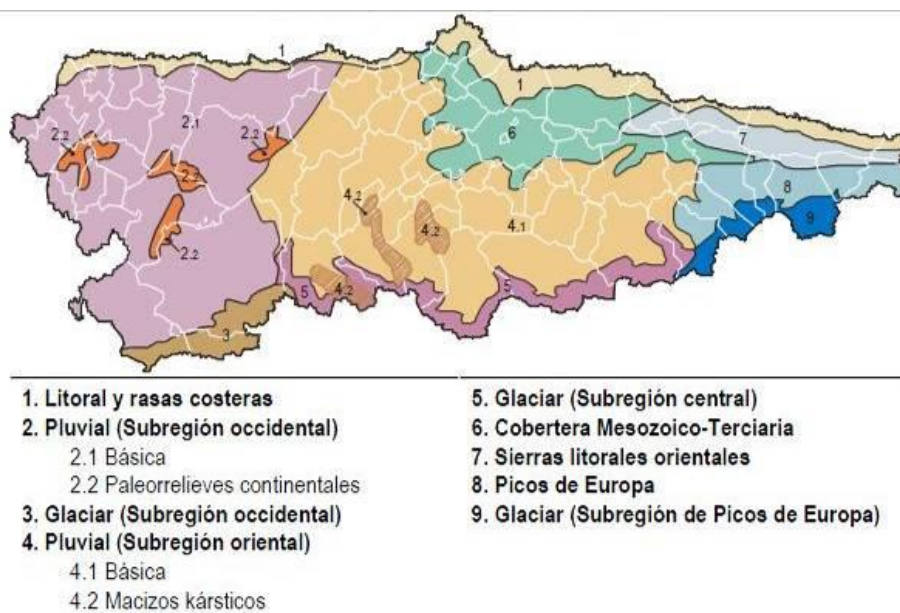 1
1
2.1
2.2
2.2
6
7
2.2
8
4.2
4.2
4.1
9
2.2
5
4.2
5
3
1. Litoral y rasas costeras
2. Pluvial (Subregión occidental)
2.1 Básica
2.2 Paleorrelieves continentales
3. Glaciar (Subregión occidental)
4. Pluvial (Subregión oriental)
4.1 Básica
4.2 Macizos kársticos
5. Glaciar (Subregión central)
6. Cobertera Mesozoico-Terciaria
7. Sierras litorales orientales
8. Picos de Europa
9. Glaciar (Subregión de Picos de Europa)